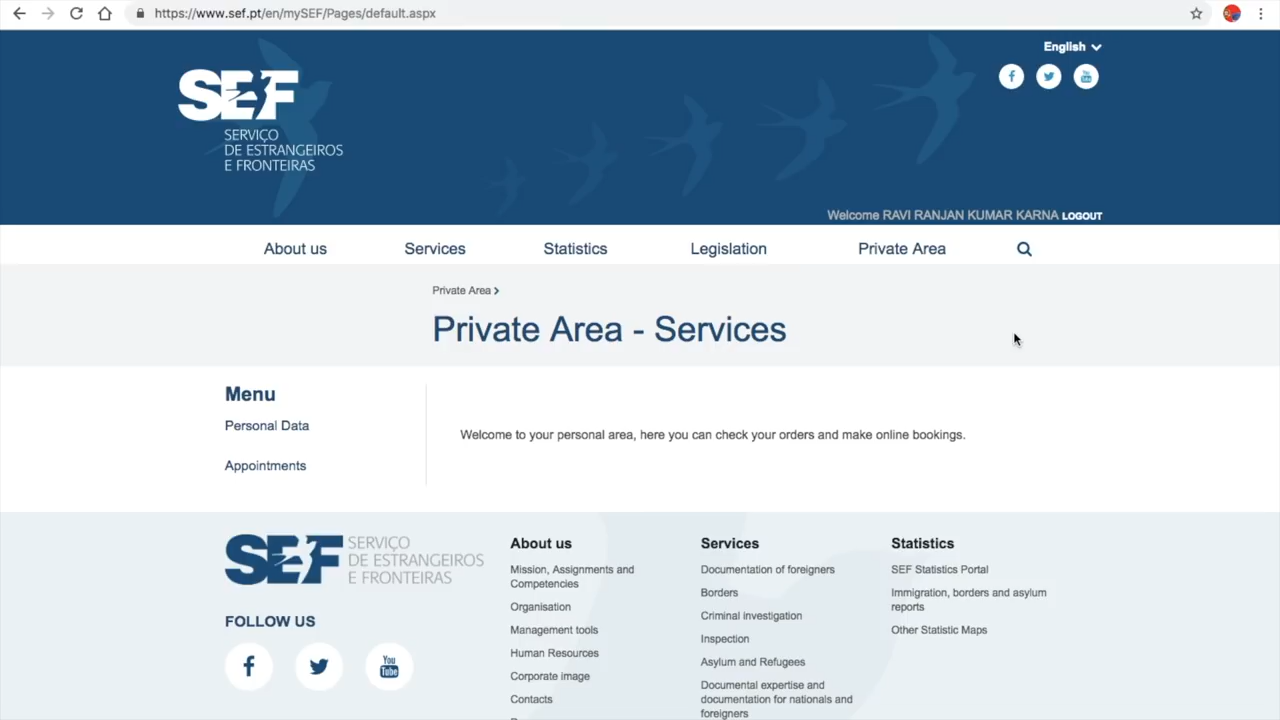 https://www.sef.pt/en/mySEF/Pages/default.aspx
English
SEF
SERVIÇO
DE ESTRANGEIROS
E FRONTEIRAS
Welcome RAVI RANJAN KUMAR KARNA LOGOUT
About us
Services
Statistics
Legislation
Private Area
Private Area
Private Area - Services
Menu
Personal Data
Appointments
Welcome to your personal area, here you can check your orders and make online bookings.
SEF
SERVIÇO
DE ESTRANGEIROS
E FRONTEIRAS
FOLLOW US
You
Tube
About us
Mission, Assignments and
Competencies
Organisation
Management tools
Human Resources
Corporate image
Contacts
Services
Documentation of foreigners
Borders
Criminal investigation
Inspection
Asylum and Refugees
Documental expertise and
documentation for nationals and
foreigners
Statistics
SEF Statistics Portal
Immigration, borders and asylum
reports
Other Statistic Maps